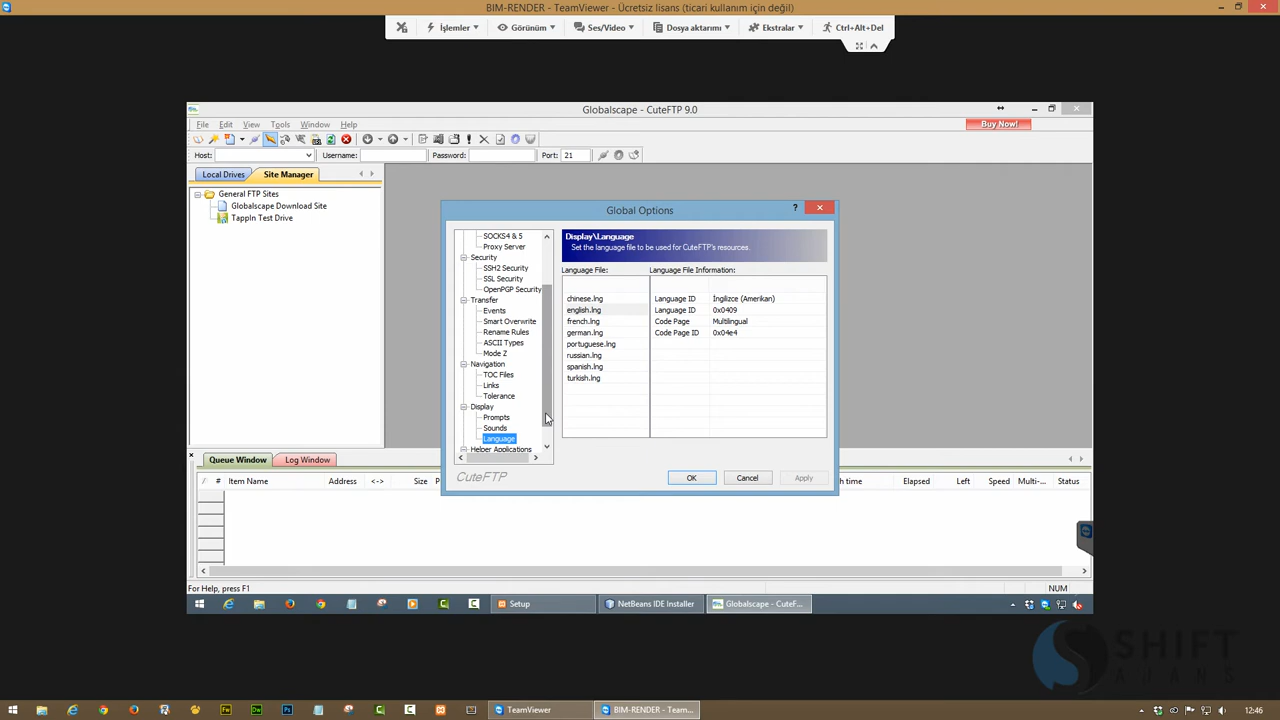 BIM-RENDER - TeamViewer - Ücretsiz lisans (ticari kullanım için değil)
İşlemler
Görünüm
Ses/Video
Dosya aktarımı
Ekstralar
Ctrl+Alt+Del
Globalscape - CuteFTP 9.0
File Edit View Tools Window Help
Buy Now!
Host:
Username:
Password:
Port: 21
Local Drives
Site Manager
General FTP Sites
Globalscape Download Site
TappIn Test Drive
Global Options
?
SOCKS4 & 5
Proxy Server
Security
SSH2 Security
SSL Security
OpenPGP Security
Transfer
Events
Smart Overwrite
Rename Rules
ASCII Types
Mode Z
Navigation
TOC Files
Links
Tolerance
Display
Prompts
Sounds
Language
Helper Applications
CuteFTP
Display\Language
Set the language file to be used for CuteFTP's resources.
Language File:
Language File Information:
chinese.lng
english.lng
french.lng
german.lng
portuguese.lng
russian.lng
spanish.lng
turkish.lng
Language ID İngilizce (Amerikan)
Language ID 0x0409
Code Page Multilingual
Code Page ID 0x04e4
OK
Cancel
Apply
Queue Window
Log Window
/ # Item Name Address <-> Size P
h time Elapsed Left Speed Multi-... Status
For Help, press F1
NUM
Setup
NetBeans IDE Installer
Globalscape - CuteF...
SHIFT
AJANS
TeamViewer
BIM-RENDER - Team...
12:46